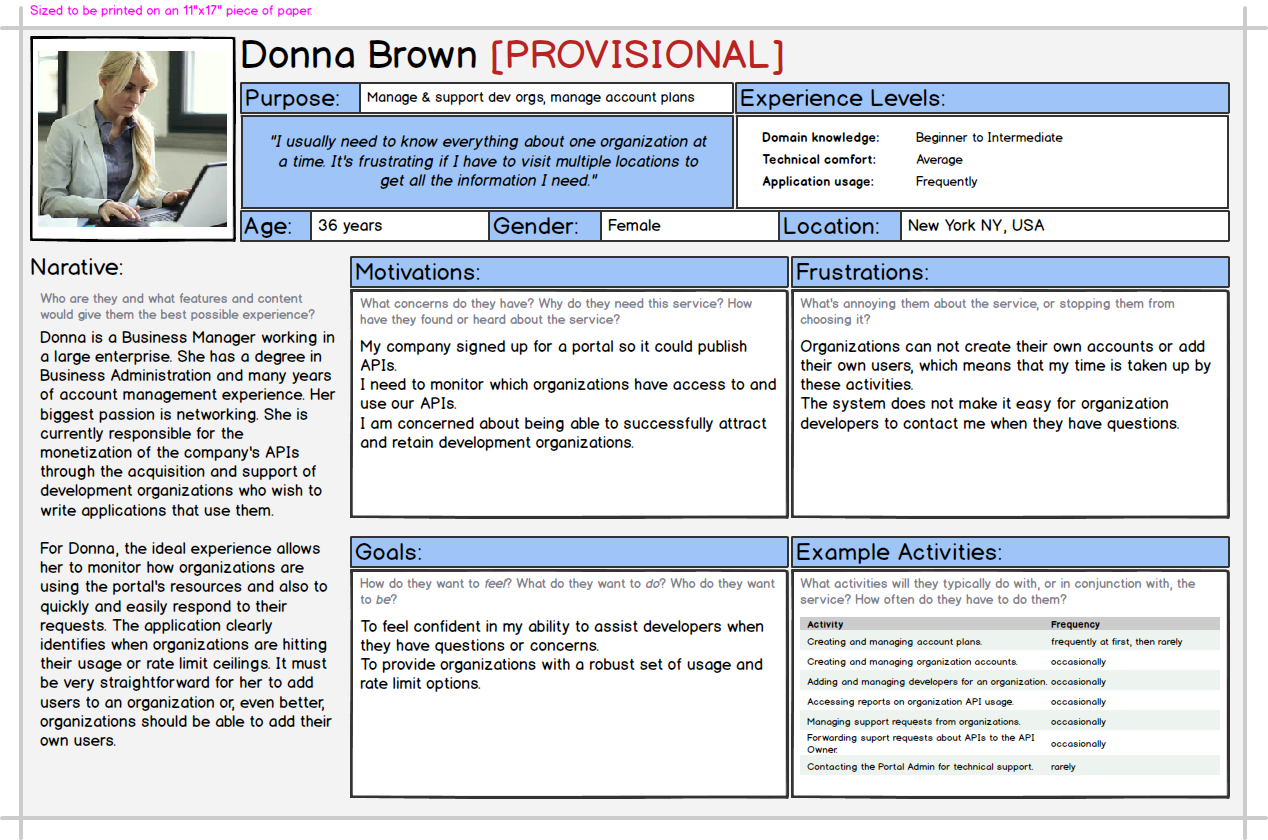 Sized to be printed on an 11"x17" piece of paper.
Donna Brown [PROVISIONAL]
Purpose: Manage & support dev orgs, manage account plans
"I usually need to know everything about one organization at
a time. It's frustrating if I have to visit multiple locations to
get all the information I need."
Experience Levels:
Domain knowledge: Beginner to Intermediate
Technical comfort: Average
Application usage: Frequently
Age: 36 years Gender: Female Location: New York NY, USA
Narative:
Who are they and what features and content
would give them the best possible experience?
Donna is a Business Manager working in
a large enterprise. She has a degree in
Business Administration and many years
of account management experience. Her
biggest passion is networking. She is
currently responsible for the
monetization of the company's APIs
through the acquisition and support of
development organizations who wish to
write applications that use them.
For Donna, the ideal experience allows
her to monitor how organizations are
using the portal's resources and also to
quickly and easily respond to their
requests. The application clearly
identifies when organizations are hitting
their usage or rate limit ceilings. It must
be very straightforward for her to add
users to an organization or, even better,
organizations should be able to add their
own users.
Motivations:
What concerns do they have? Why do they need this service? How
have they found or heard about the service?
My company signed up for a portal so it could publish
APIs.
I need to monitor which organizations have access to and
use our APIs.
I am concerned about being able to successfully attract
and retain development organizations.
Frustrations:
What's annoying them about the service, or stopping them from
choosing it?
Organizations can not create their own accounts or add
their own users, which means that my time is taken up by
these activities.
The system does not make it easy for organization
developers to contact me when they have questions.
Goals:
How do they want to feel? What do they want to do? Who do they want
to be?
To feel confident in my ability to assist developers when
they have questions or concerns.
To provide organizations with a robust set of usage and
rate limit options.
Example Activities:
What activities will they typically do with, or in conjunction with, the
service? How often do they have to do them?
Activity Frequency
Creating and managing account plans. frequently at first, then rarely
Creating and managing organization accounts. occasionally
Adding and managing developers for an organization. occasionally
Accessing reports on organization API usage. occasionally
Managing support requests from organizations. occasionally
Forwarding suport requests about APIs to the API
Owner. occasionally
Contacting the Portal Admin for technical support. rarely